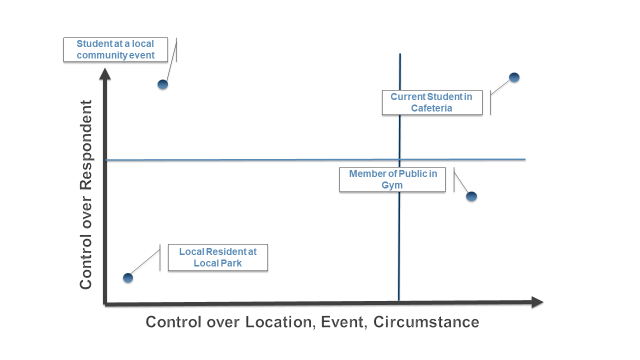 Student at a local
community event
Current Student in
Cafeteria
Member of Public in
Gym
Local Resident at
Local Park
Control over Respondent
Control over Location, Event, Circumstance